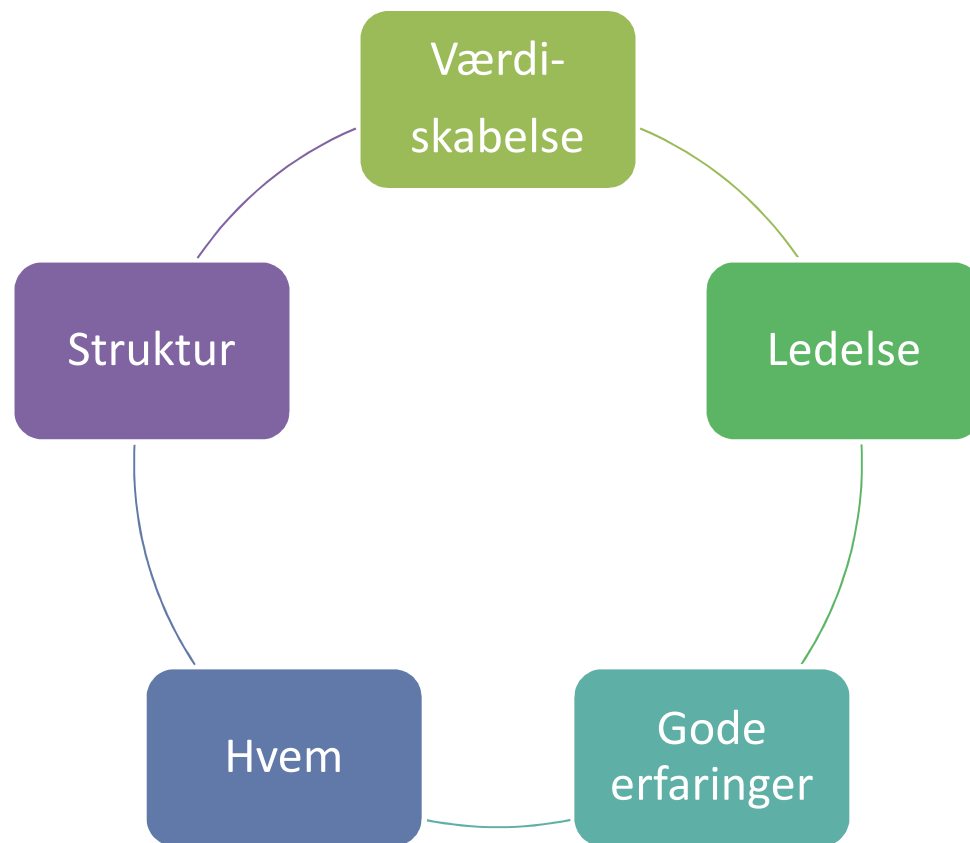 Værdi-
skabelse
Ledelse
Gode
erfaringer
Hvem
Struktur